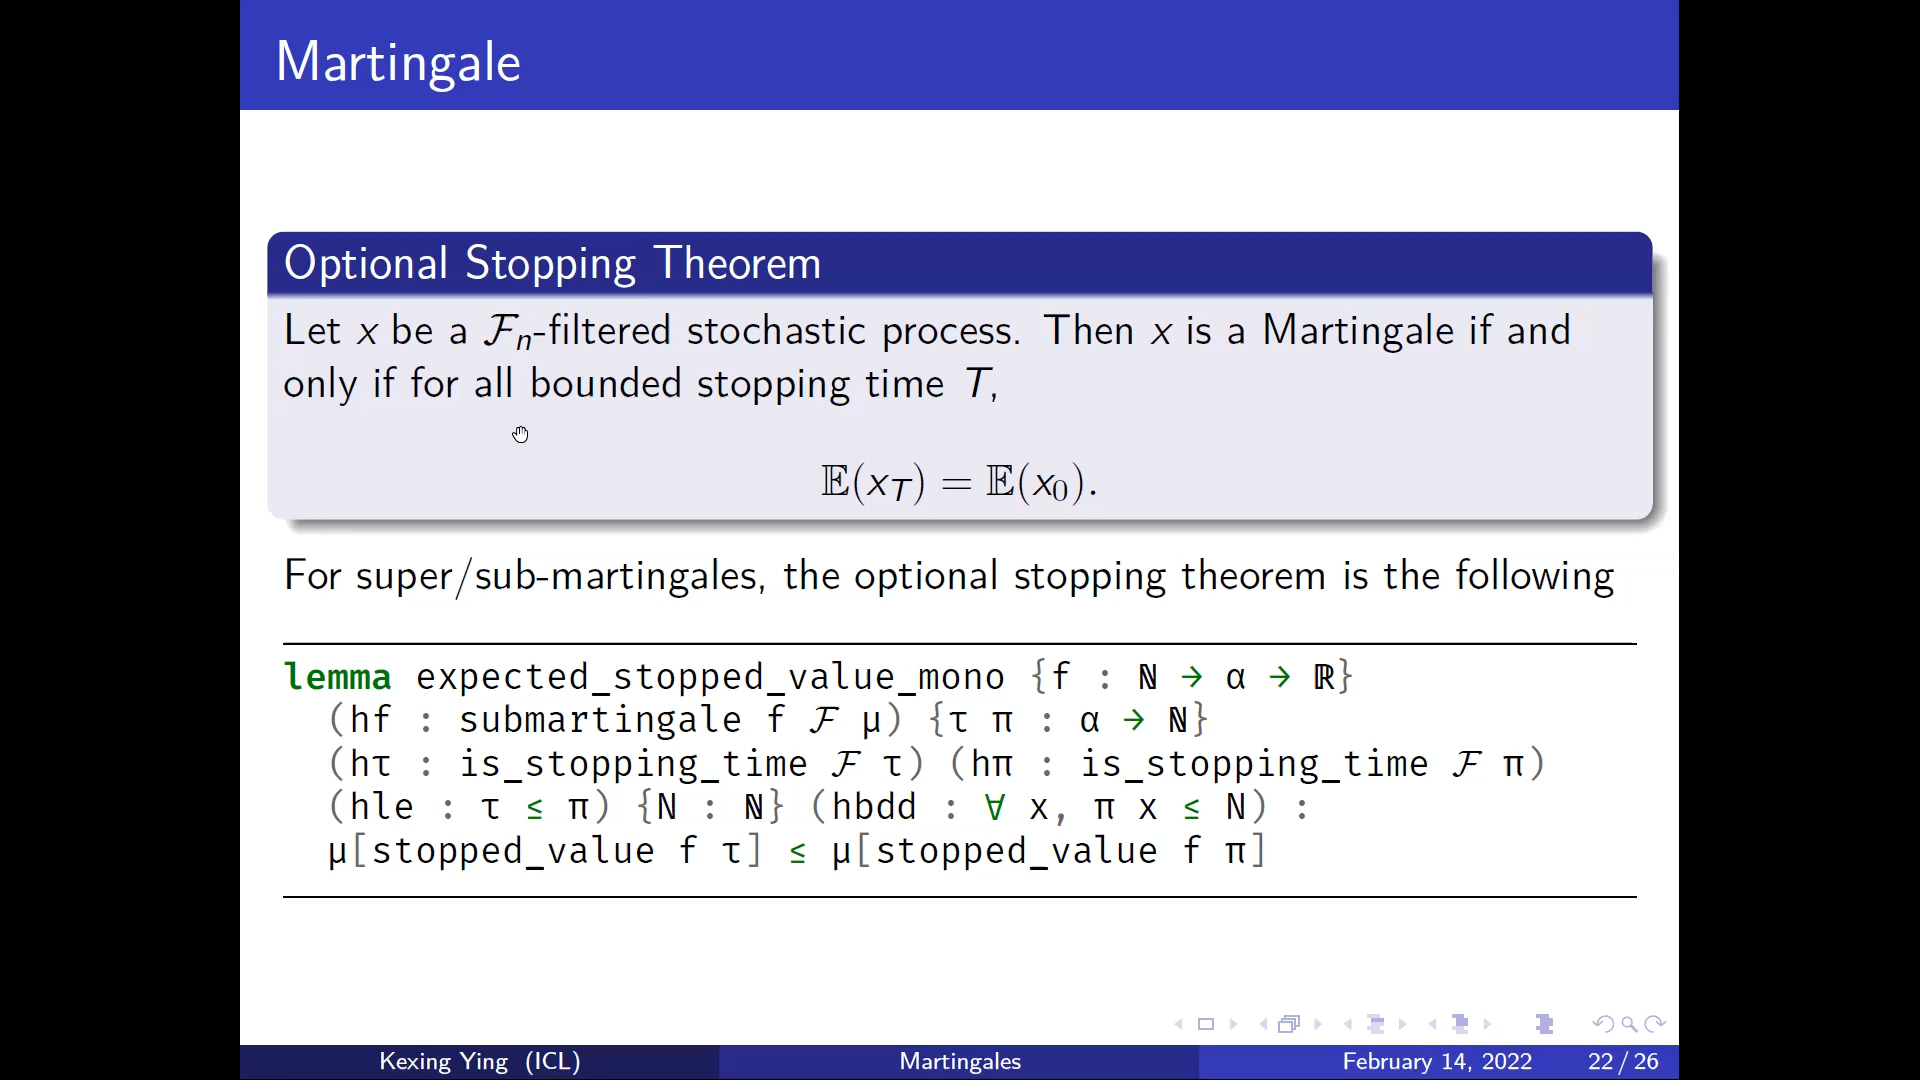 Martingale
Optional Stopping Theorem
Let x be a ℱₙ-filtered stochastic process. Then x is a Martingale if and
only if for all bounded stopping time T,
𝔼(x_T) = 𝔼(x₀).
For super/sub-martingales, the optional stopping theorem is the following
lemma expected_stopped_value_mono {f : ℕ → α → ℝ}
(hf : submartingale f ℱ μ) {τ π : α → ℕ}
(hτ : is_stopping_time ℱ τ) (hπ : is_stopping_time ℱ π)
(hle : τ ≤ π) {N : ℕ} (hbdd : ∀ x, π x ≤ N) :
μ[stopped_value f τ] ≤ μ[stopped_value f π]
Kexing Ying (ICL) Martingales February 14, 2022 22 / 26